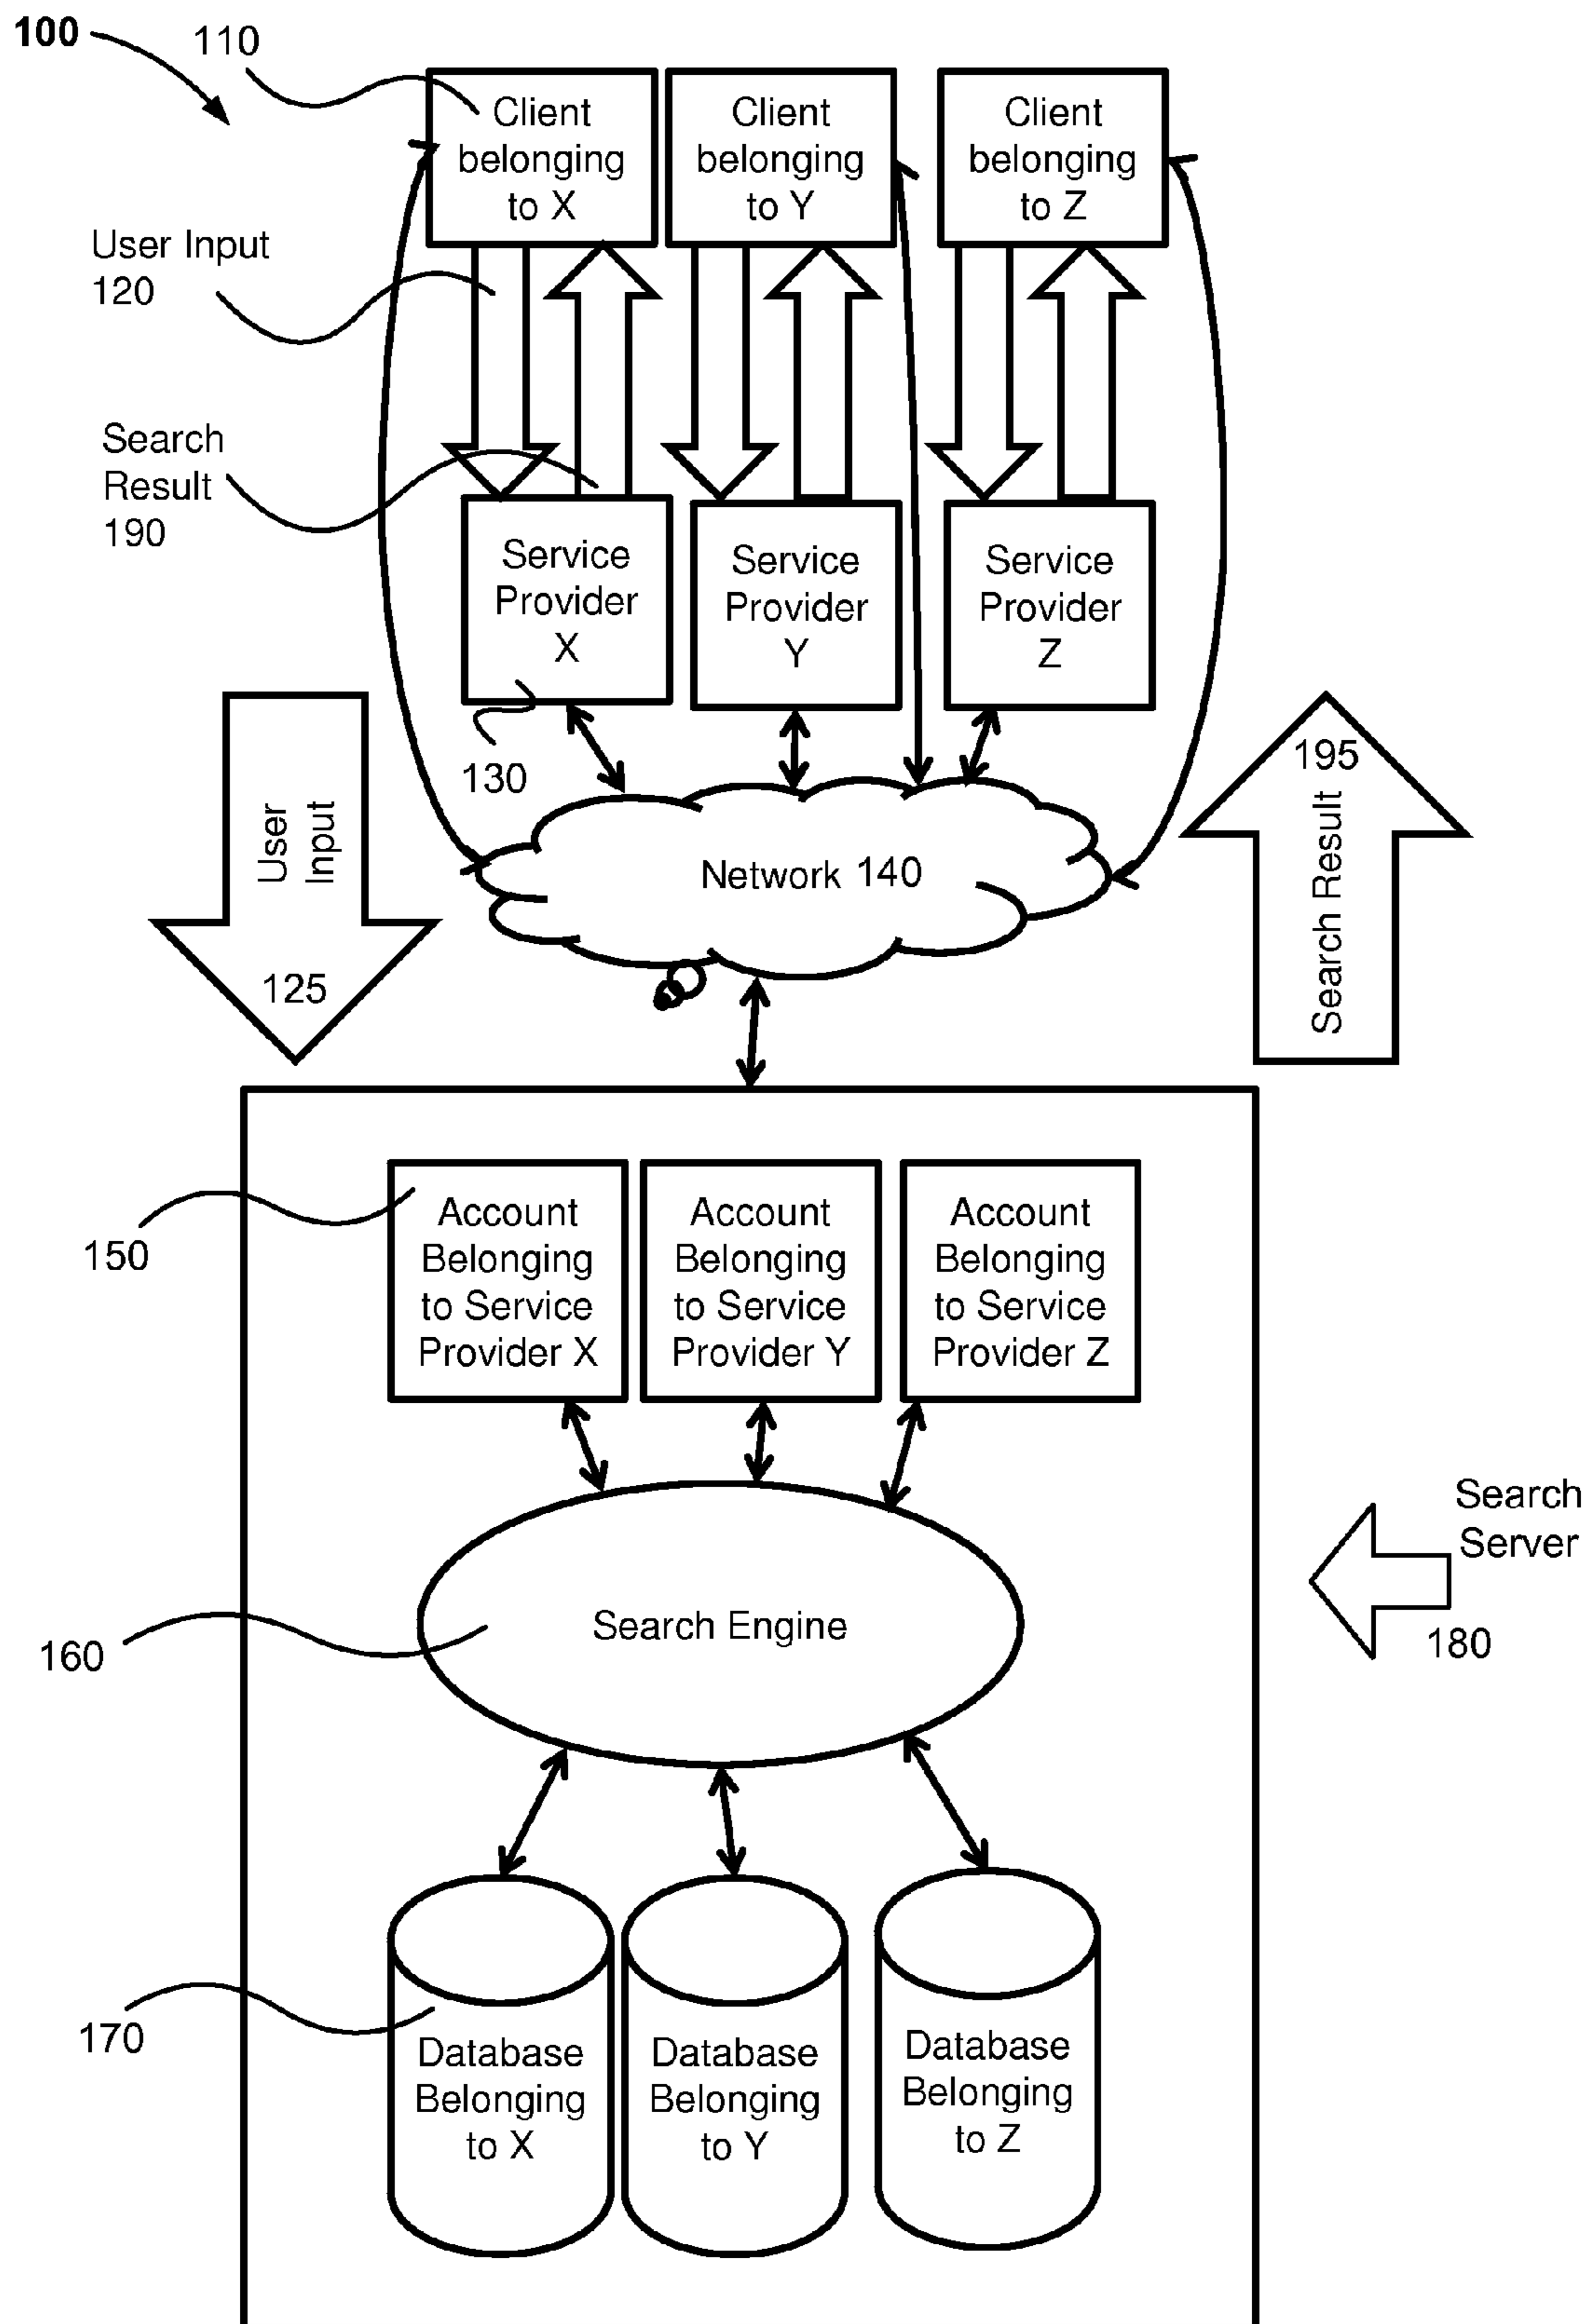 100
110
Client
belonging
to X
Client
belonging
to Y
Client
belonging
to Z
User Input
120
Search
Result
190
Service
Provider
X
Service
Provider
Y
Service
Provider
Z
130
User
Input
125
195
Search Result
Network 140
150
Account
Belonging
to Service
Provider X
Account
Belonging
to Service
Provider Y
Account
Belonging
to Service
Provider Z
Search
Server
180
160
Search Engine
170
Database
Belonging
to X
Database
Belonging
to Y
Database
Belonging
to Z